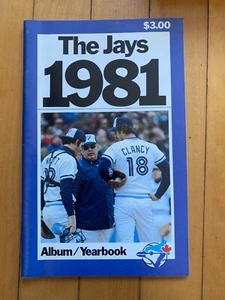 $3.00
The Jays
1981
CLANCY
18
Album/Yearbook